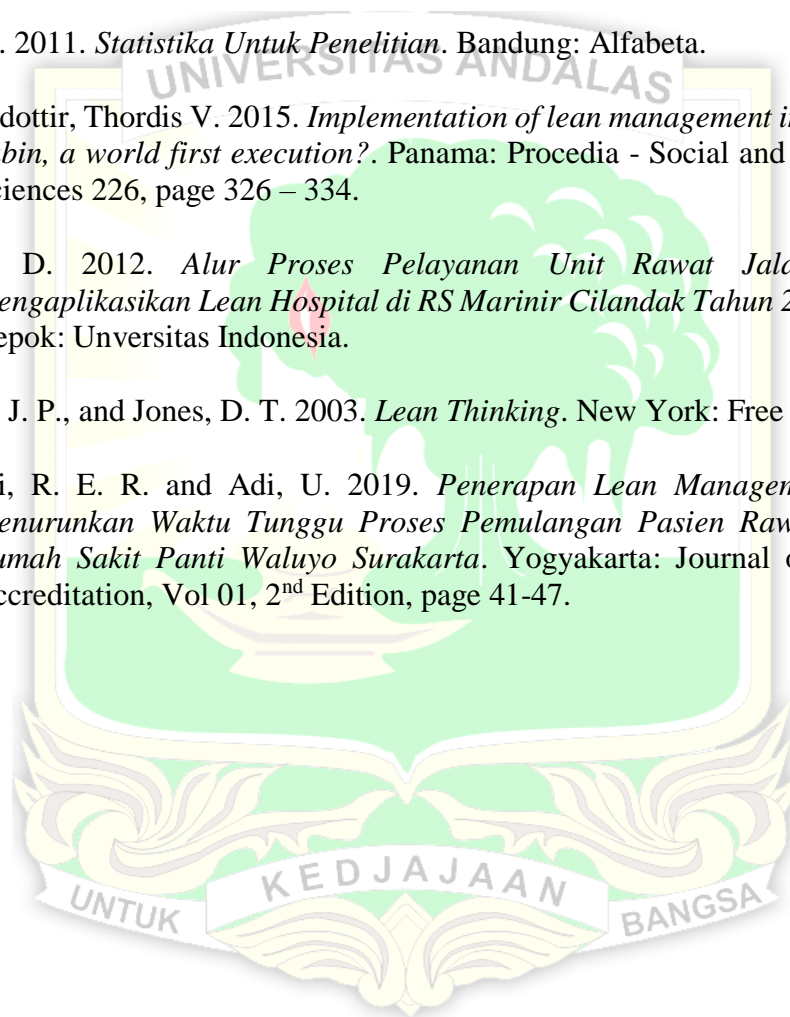 . 2011. Statistika Untuk Penelitian. Bandung: Alfabeta.
UNIVERSITAS ANDALAS
dottir, Thordis V. 2015. Implementation of lean management i
bin, a world first execution?. Panama: Procedia - Social and
ciences 226, page 326 – 334.
D. 2012. Alur Proses Pelayanan Unit Rawat Jala
engaplikasikan Lean Hospital di RS Marinir Cilandak Tahun 2
epok: Unversitas Indonesia.
J. P., and Jones, D. T. 2003. Lean Thinking. New York: Free
i, R. E. R. and Adi, U. 2019. Penerapan Lean Managem
enurunkan Waktu Tunggu Proses Pemulangan Pasien Raw
umah Sakit Panti Waluyo Surakarta. Yogyakarta: Journal o
ccreditation, Vol 01, 2nd Edition, page 41-47.
UNTUK KEDJAJAAN BANGSA